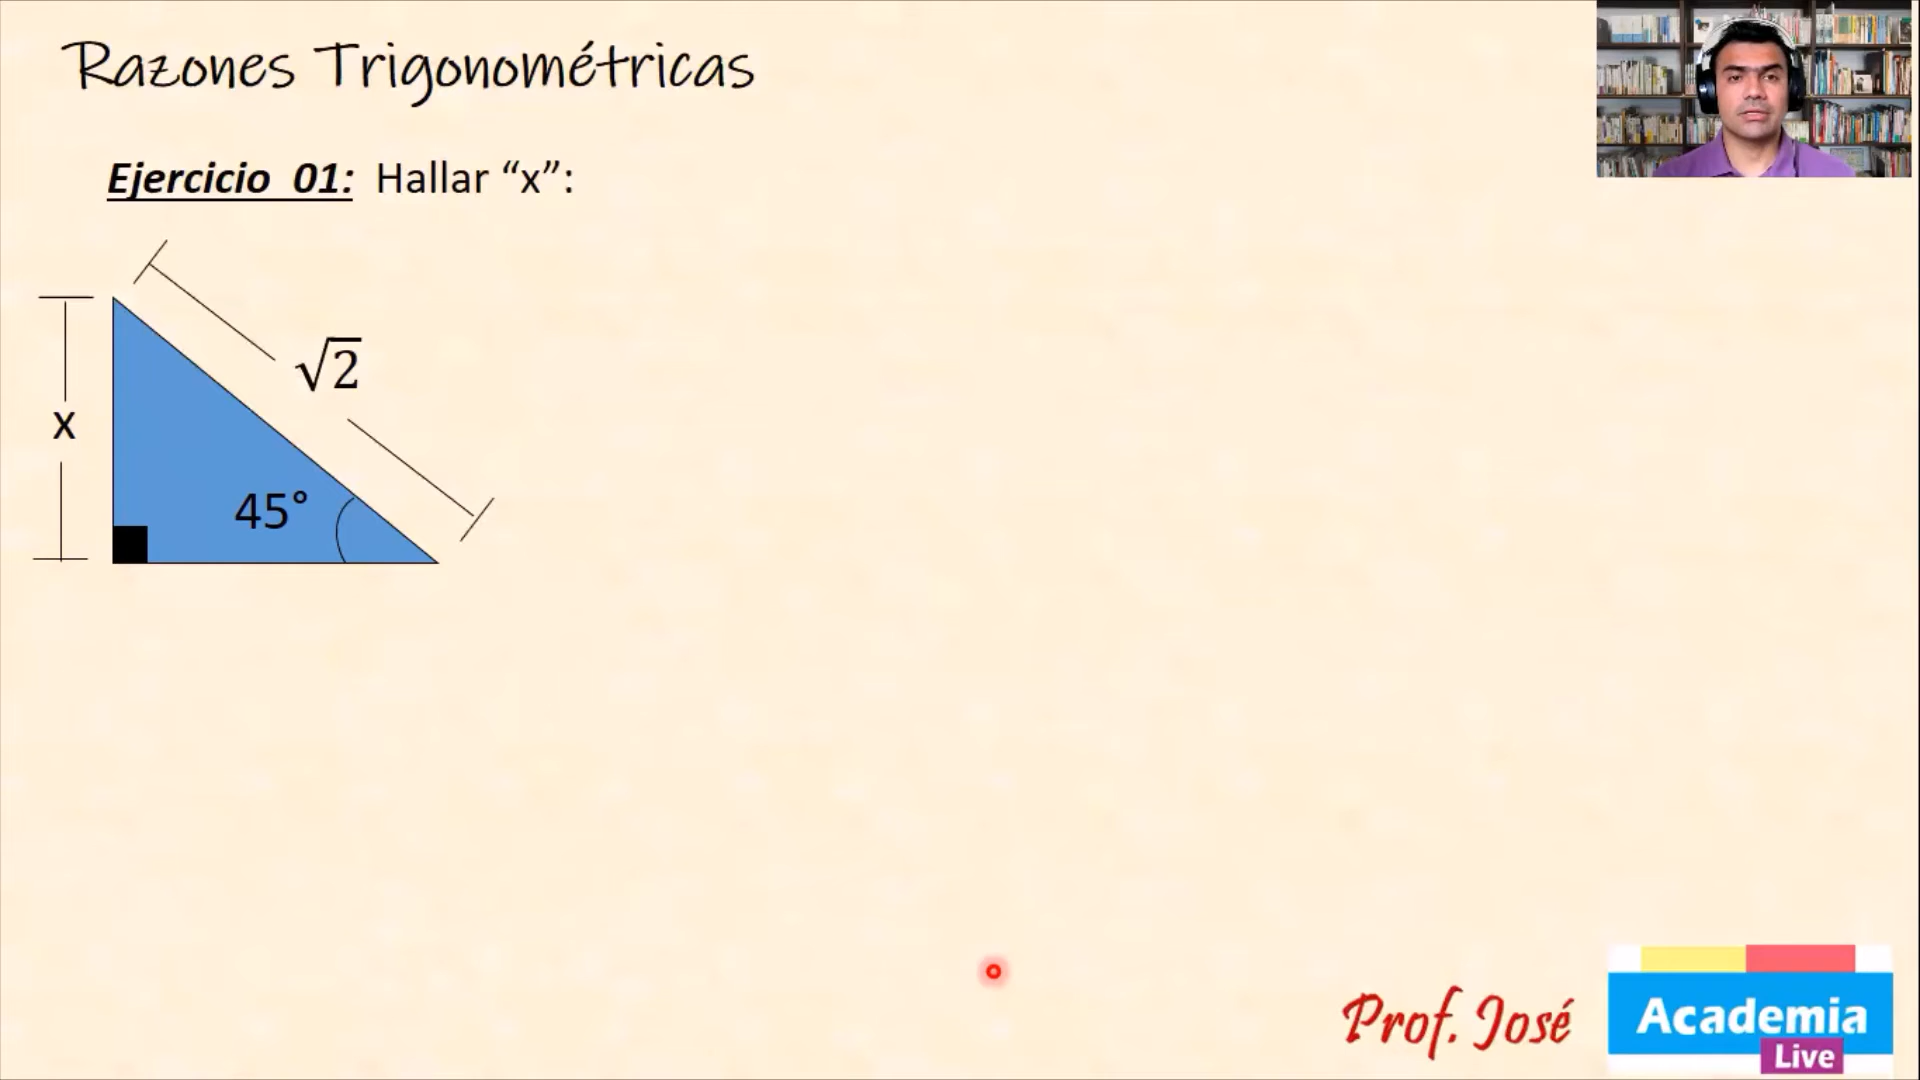 Razones Trigonométricas
Ejercicio 01: Hallar “x”:
√2
x
45°
Prof. José
Academia
Live